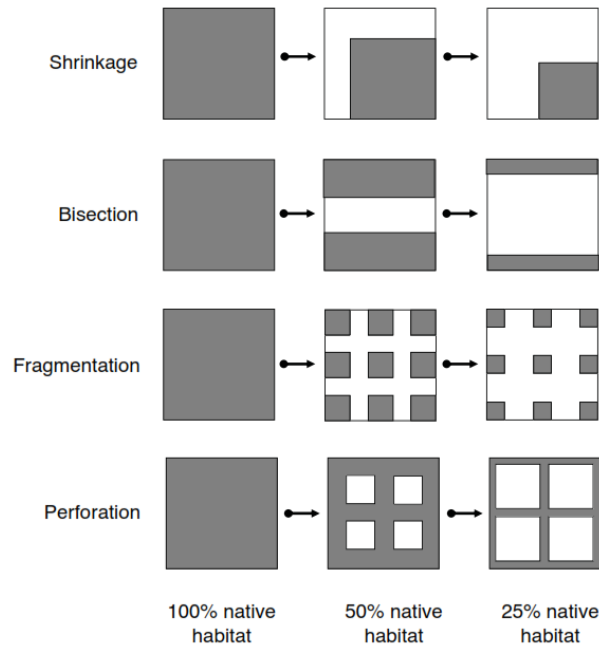 Shrinkage
Bisection
Fragmentation
Perforation
100% native
habitat
50% native
habitat
25% native
habitat